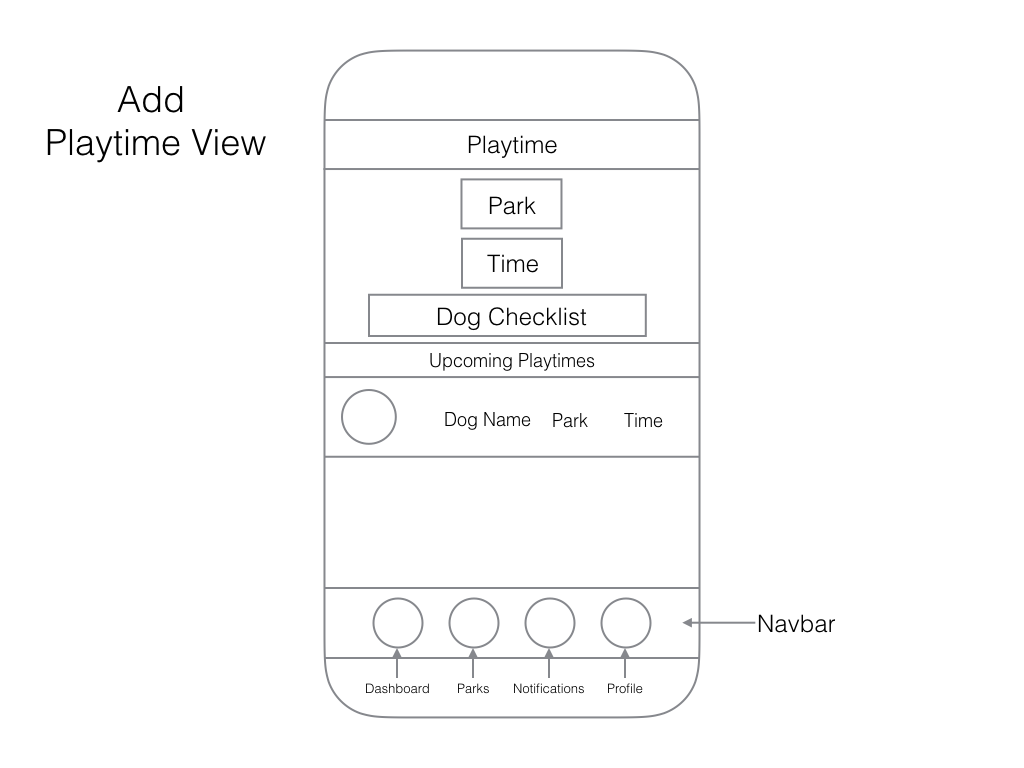 Add
Playtime View
Playtime
Park
Time
Dog Checklist
Upcoming Playtimes
Dog Name Park Time
Navbar
Dashboard Parks Notifications Profile